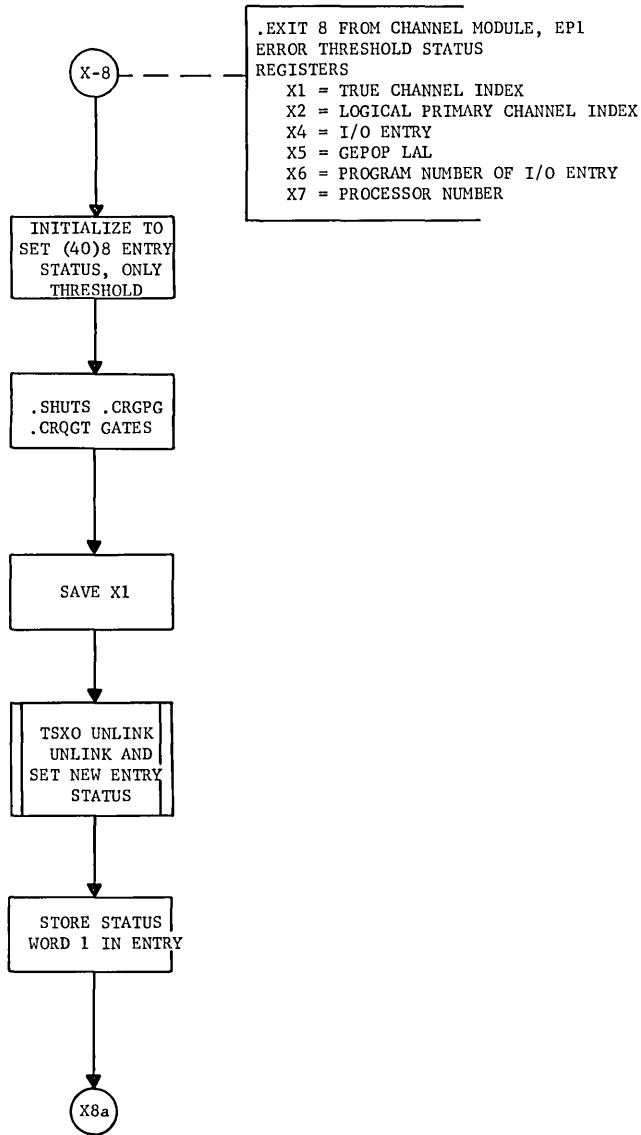 X-8
.EXIT 8 FROM CHANNEL MODULE, EP1
ERROR THRESHOLD STATUS
REGISTERS
X1 = TRUE CHANNEL INDEX
X2 = LOGICAL PRIMARY CHANNEL INDEX
X4 = I/O ENTRY
X5 = GEPOP LAL
X6 = PROGRAM NUMBER OF I/O ENTRY
X7 = PROCESSOR NUMBER
INITIALIZE TO
SET (40)8 ENTRY
STATUS, ONLY
THRESHOLD
.SHUTS .CRGPG
.CRQGT GATES
SAVE X1
TSXO UNLINK
UNLINK AND
SET NEW ENTRY
STATUS
STORE STATUS
WORD 1 IN ENTRY
X8a